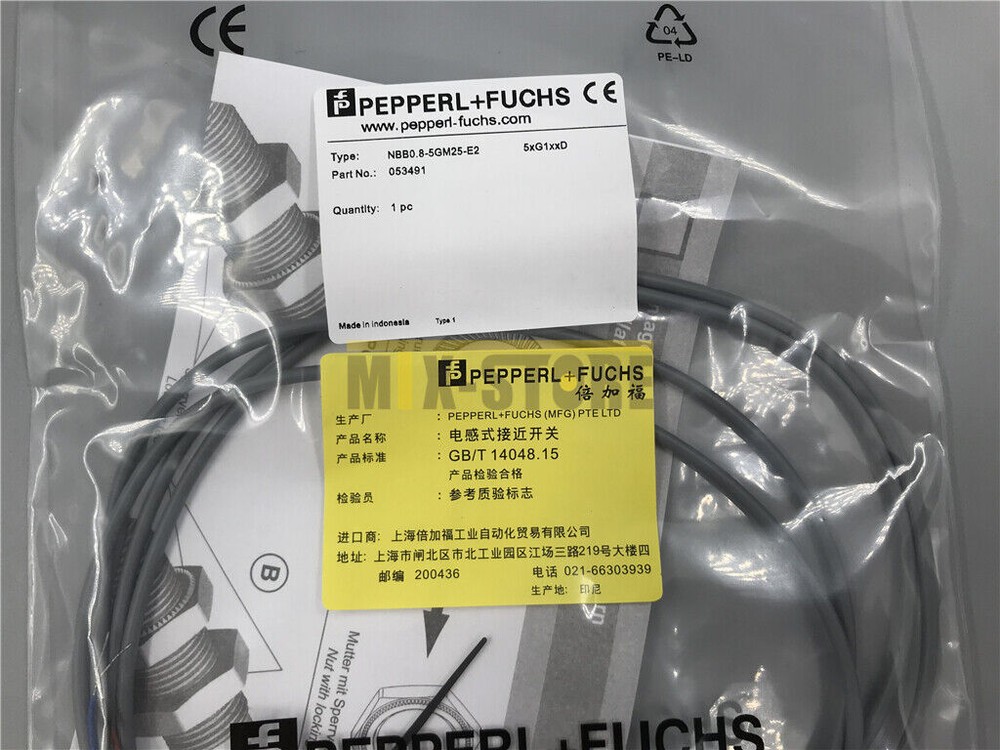 CE
04
PE-LD
PEPPERL+FUCHS CE
www.pepperl-fuchs.com
Type: NBB0.8-5GM25-E2 5xG1xxD
Part No.: 053491
Quantity: 1 pc
Made in Indonesia Type 1
MIX-STORE
PEPPERL+FUCHS
倍加福
生产厂 : PEPPERL+FUCHS (MFG) PTE LTD
产品名称 : 电感式接近开关
产品标准 : GB/T 14048.15
产品检验合格
检验员 : 参考质验标志
进口商: 上海倍加福工业自动化贸易有限公司
地址: 上海市闸北区市北工业园区江场三路219号大楼四
邮编 200436 电话 021-66303939
生产地: 印尼
B
Mutter mit
Nut with
PEPPERL+FUCHS